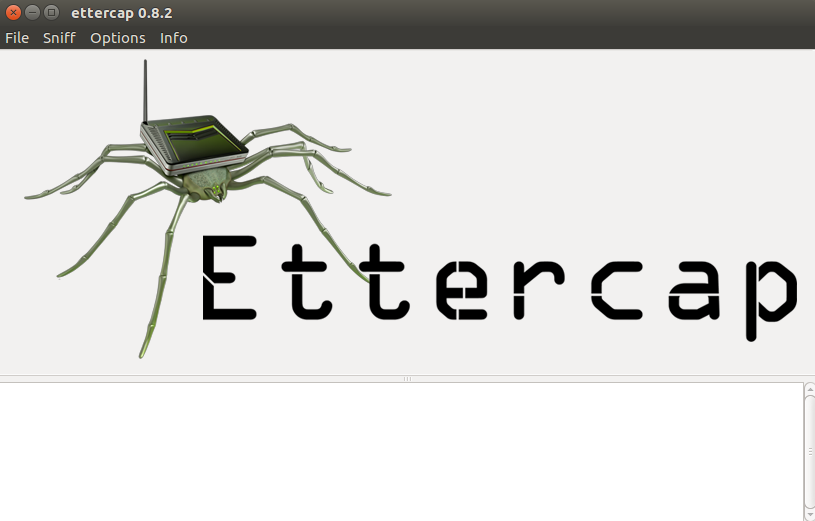 ettercap 0.8.2
File Sniff Options Info
Ettercap